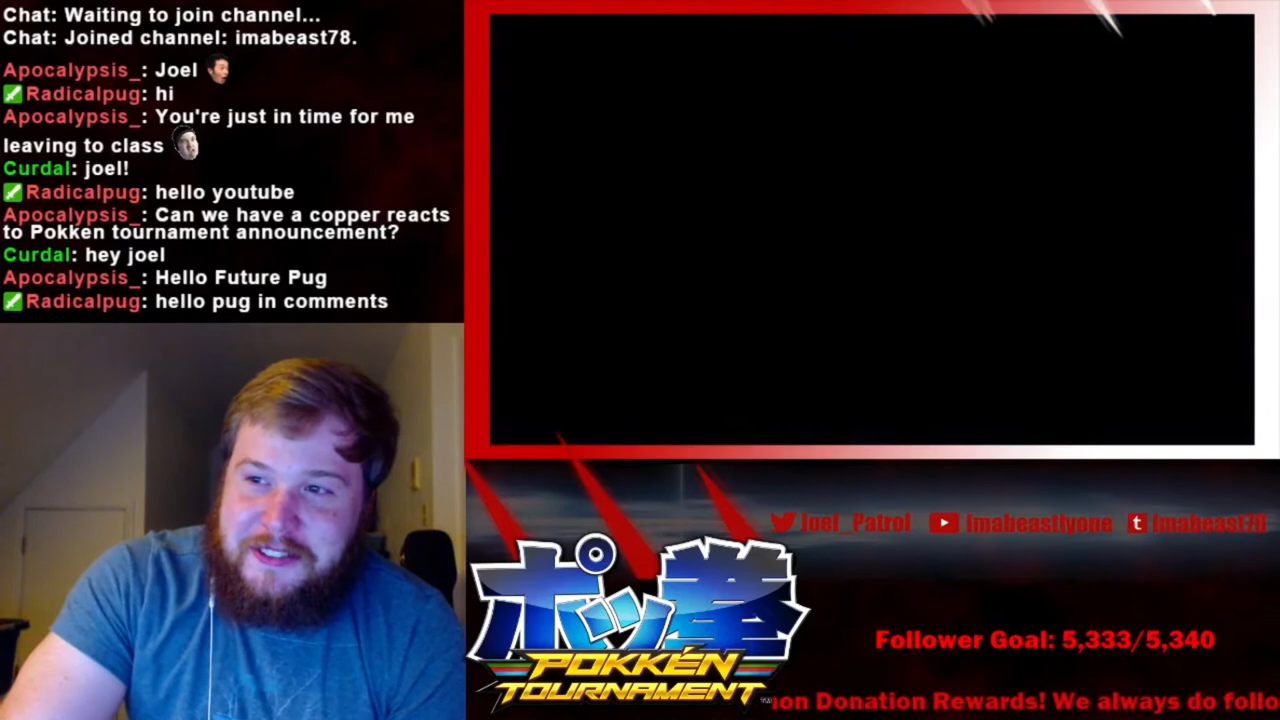 Chat: Waiting to join channel...
Chat: Joined channel: imabeast78.
Apocalypsis_: Joel
Radicalpug: hi
Apocalypsis_: You're just in time for me
leaving to class
Curdal: joel!
Radicalpug: hello youtube
Apocalypsis_: Can we have a copper reacts
to Pokken tournament announcement?
Curdal: hey joel
Apocalypsis_: Hello Future Pug
Radicalpug: hello pug in comments
Joel_Patrol imabeastlyone imabeast78
ポッ拳
POKKÉN
TOURNAMENT
Follower Goal: 5,333/5,340
Donation Rewards! We always do follo